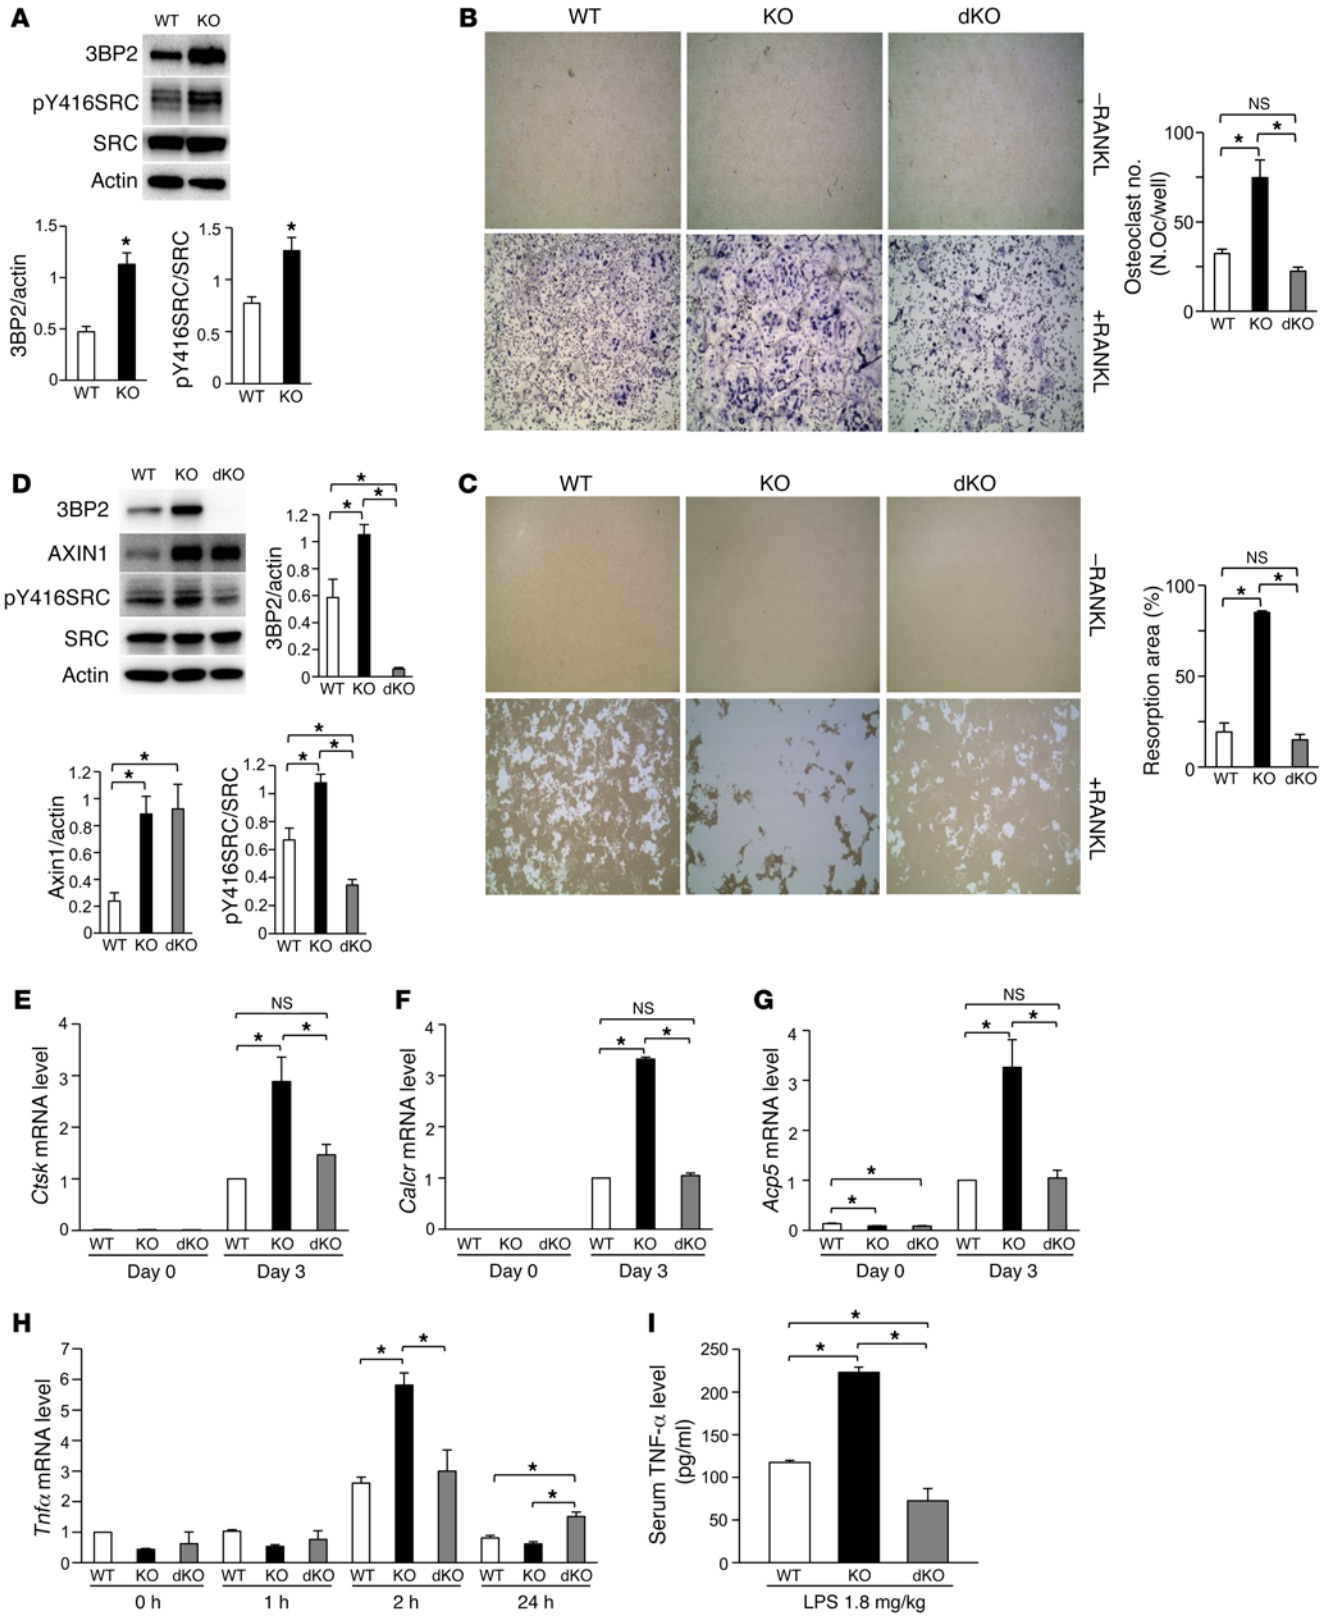 A
WT KO
3BP2
pY416SRC
SRC
Actin
1.5
1
0.5
0
3BP2/actin
*
WT KO
1.5
1
0.5
0
pY416SRC/SRC
*
WT KO
B
WT KO dKO
–RANKL
+RANKL
Osteoclast no.
(N.Oc/well)
100
50
0
NS
* *
WT KO dKO
D
WT KO dKO
3BP2
AXIN1
pY416SRC
SRC
Actin
3BP2/actin
1.2
1
0.8
0.6
0.4
0.2
0
*
* *
WT KO dKO
Axin1/actin
1.2
1
0.8
0.6
0.4
0.2
0
*
*
WT KO dKO
pY416SRC/SRC
1.2
1
0.8
0.6
0.4
0.2
0
*
* *
WT KO dKO
C
WT KO dKO
–RANKL
+RANKL
Resorption area (%)
100
50
0
NS
* *
WT KO dKO
E
Ctsk mRNA level
4
3
2
1
0
NS
* *
WT KO dKO WT KO dKO
Day 0 Day 3
F
Calcr mRNA level
4
3
2
1
0
NS
* *
WT KO dKO WT KO dKO
Day 0 Day 3
G
Acp5 mRNA level
4
3
2
1
0
NS
* *
*
*
WT KO dKO WT KO dKO
Day 0 Day 3
H
Tnfα mRNA level
7
6
5
4
3
2
1
0
* *
*
*
WT KO dKO WT KO dKO WT KO dKO WT KO dKO
0 h 1 h 2 h 24 h
I
Serum TNF-α level
(pg/ml)
250
200
150
100
50
0
*
* *
WT KO dKO
LPS 1.8 mg/kg